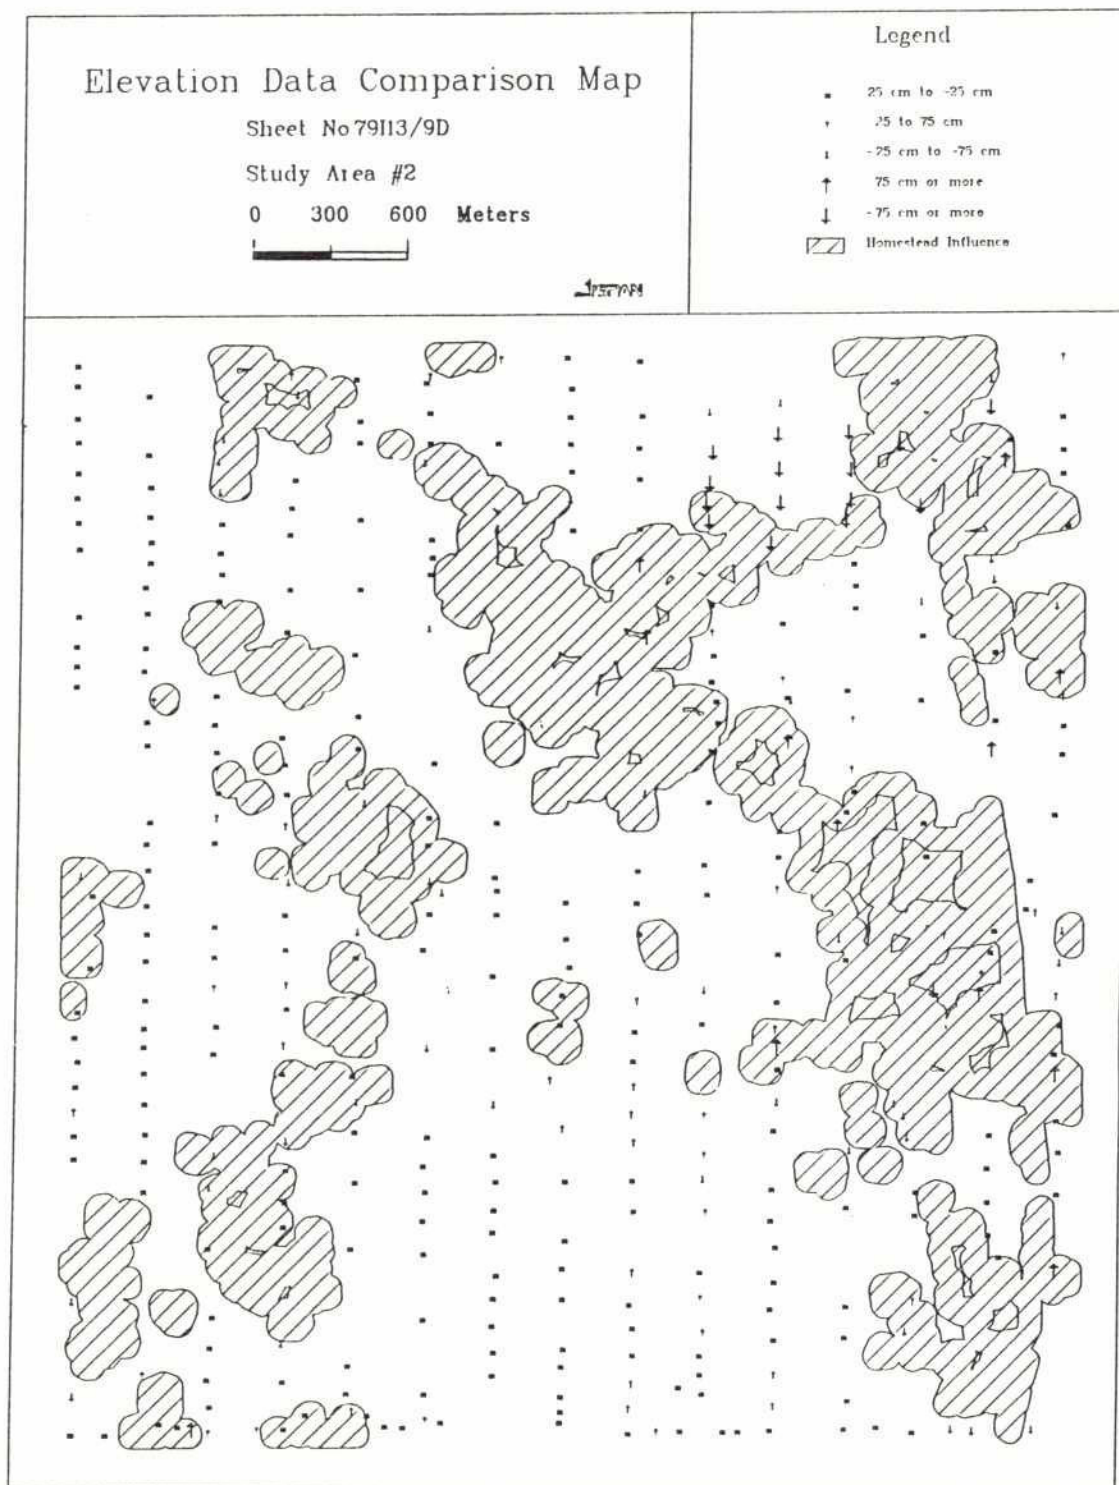 Elevation Data Comparison Map
Sheet No 79I13/9D
Study Area #2
0 300 600 Meters
Legend
25 cm to -25 cm
25 to 75 cm
-25 cm to -75 cm
75 cm or more
-75 cm or more
Homestead Influence